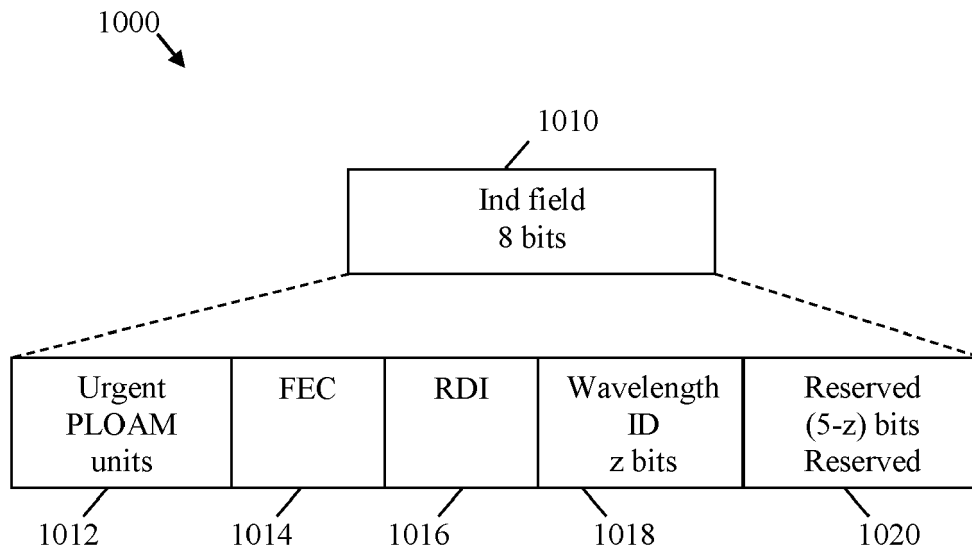 1000
1010
Ind field
8 bits
Urgent
PLOAM
units
FEC
RDI
Wavelength
ID
z bits
Reserved
(5-z) bits
Reserved
1012
1014
1016
1018
1020